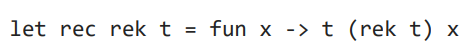 let rec rek t = fun x -> t (rek t) x